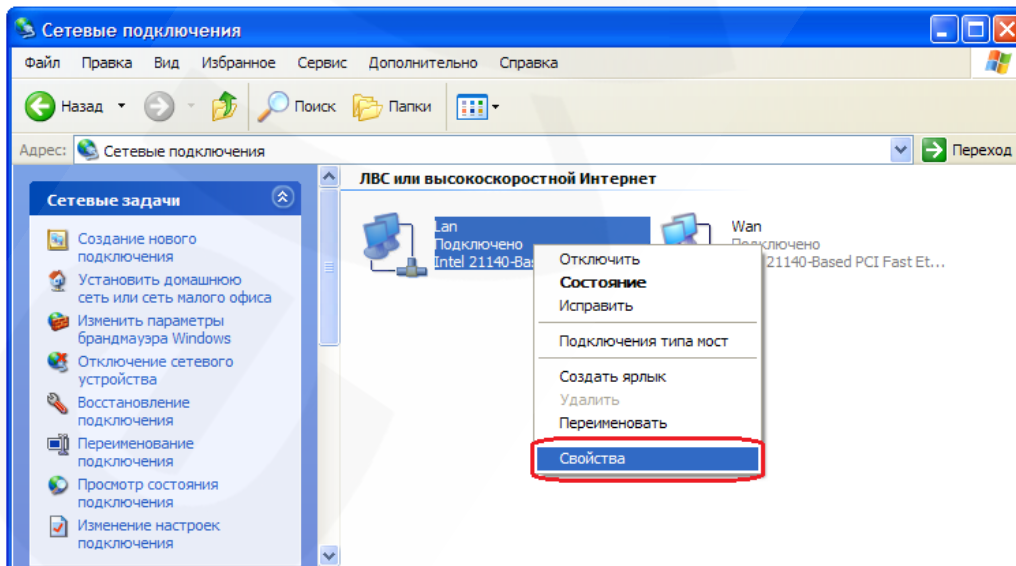 Сетевые подключения
Файл Правка Вид Избранное Сервис Дополнительно Справка
Назад Поиск Папки
Адрес: Сетевые подключения Переход
Сетевые задачи
Создание нового
подключения
Установить домашнюю
сеть или сеть малого офиса
Изменить параметры
брандмауэра Windows
Отключение сетевого
устройства
Восстановление
подключения
Переименование
подключения
Просмотр состояния
подключения
Изменение настроек
подключения
ЛВС или высокоскоростной Интернет
Lan
Подключено
Intel 21140-Ba
Wan
Подключено
21140-Based PCI Fast Et...
Отключить
Состояние
Исправить
Подключения типа мост
Создать ярлык
Удалить
Переименовать
Свойства